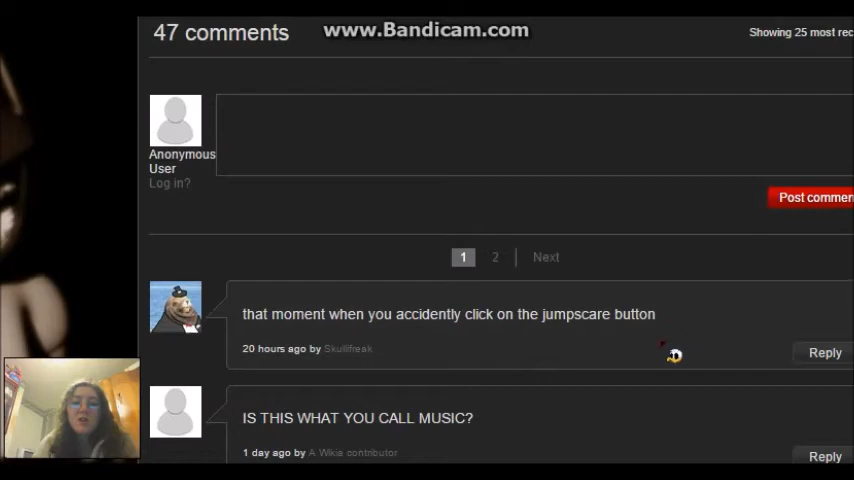 www.Bandicam.com
47 comments
Showing 25 most rec
Anonymous
User
Log in?
Post commen
1 2 | Next
that moment when you accidently click on the jumpscare button
20 hours ago by Skullifreak
Reply
IS THIS WHAT YOU CALL MUSIC?
1 day ago by A Wikia contributor
Reply